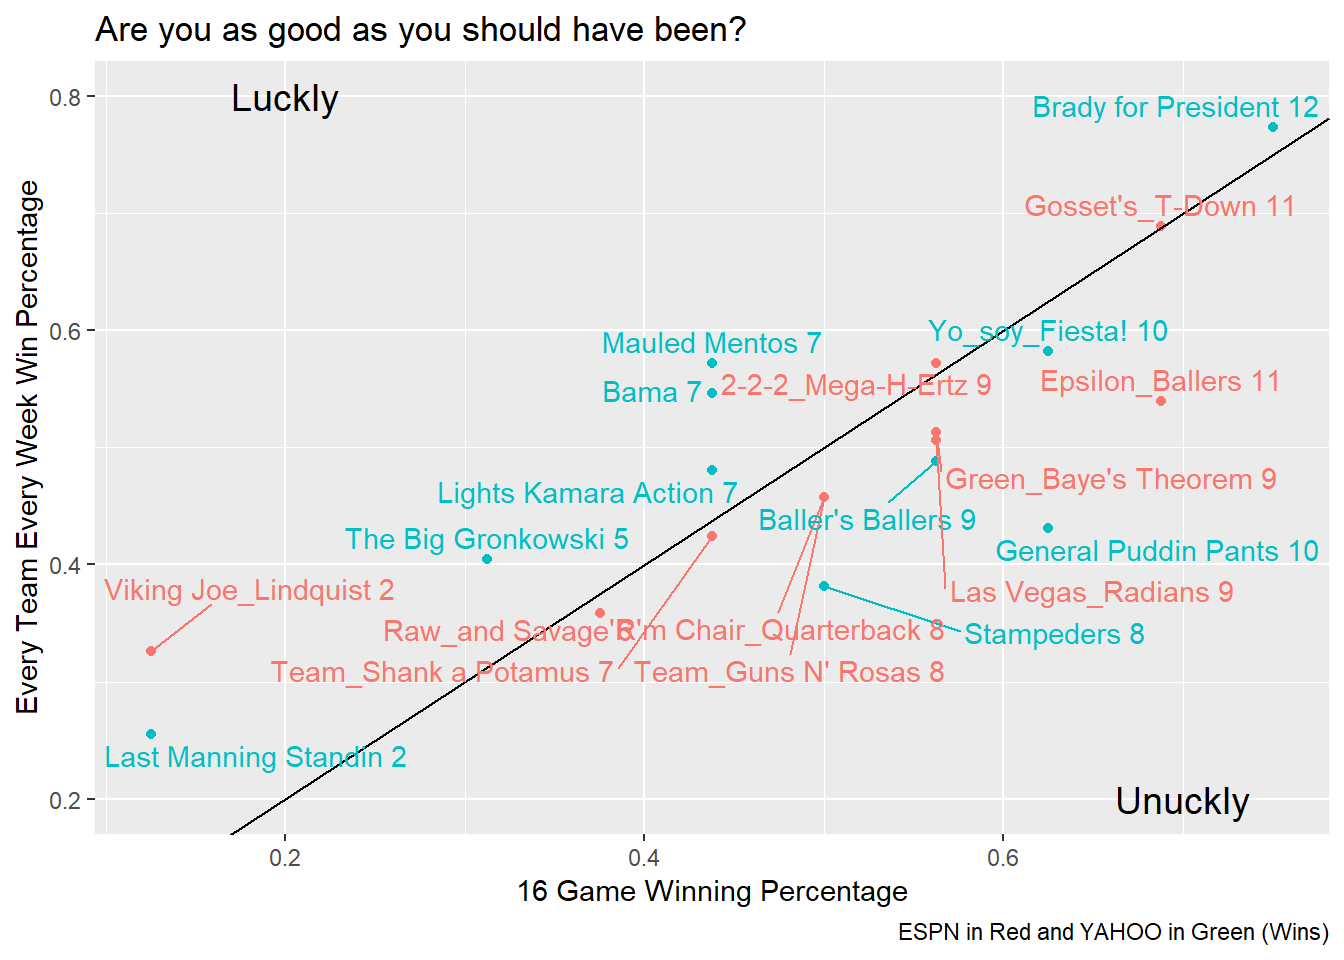 Are you as good as you should have been?
Luckly
Brady for President 12
Gosset's_T-Down 11
Yo_soy_Fiesta! 10
Mauled Mentos 7
Epsilon_Ballers 11
Bama 7
2-2-2_Mega-H-Ertz 9
Green_Baye's Theorem 9
Lights Kamara Action 7
Baller's Ballers 9
The Big Gronkowski 5
General Puddin Pants 10
Viking Joe_Lindquist 2
Las Vegas_Radians 9
Raw_and Savage 6
'R'm Chair_Quarterback 8
Stampeders 8
Team_Shank a Potamus 7
Team_Guns N' Rosas 8
Last Manning Standin 2
Unuckly
0.8
0.6
0.4
0.2
Every Team Every Week Win Percentage
0.2
0.4
0.6
16 Game Winning Percentage
ESPN in Red and YAHOO in Green (Wins)